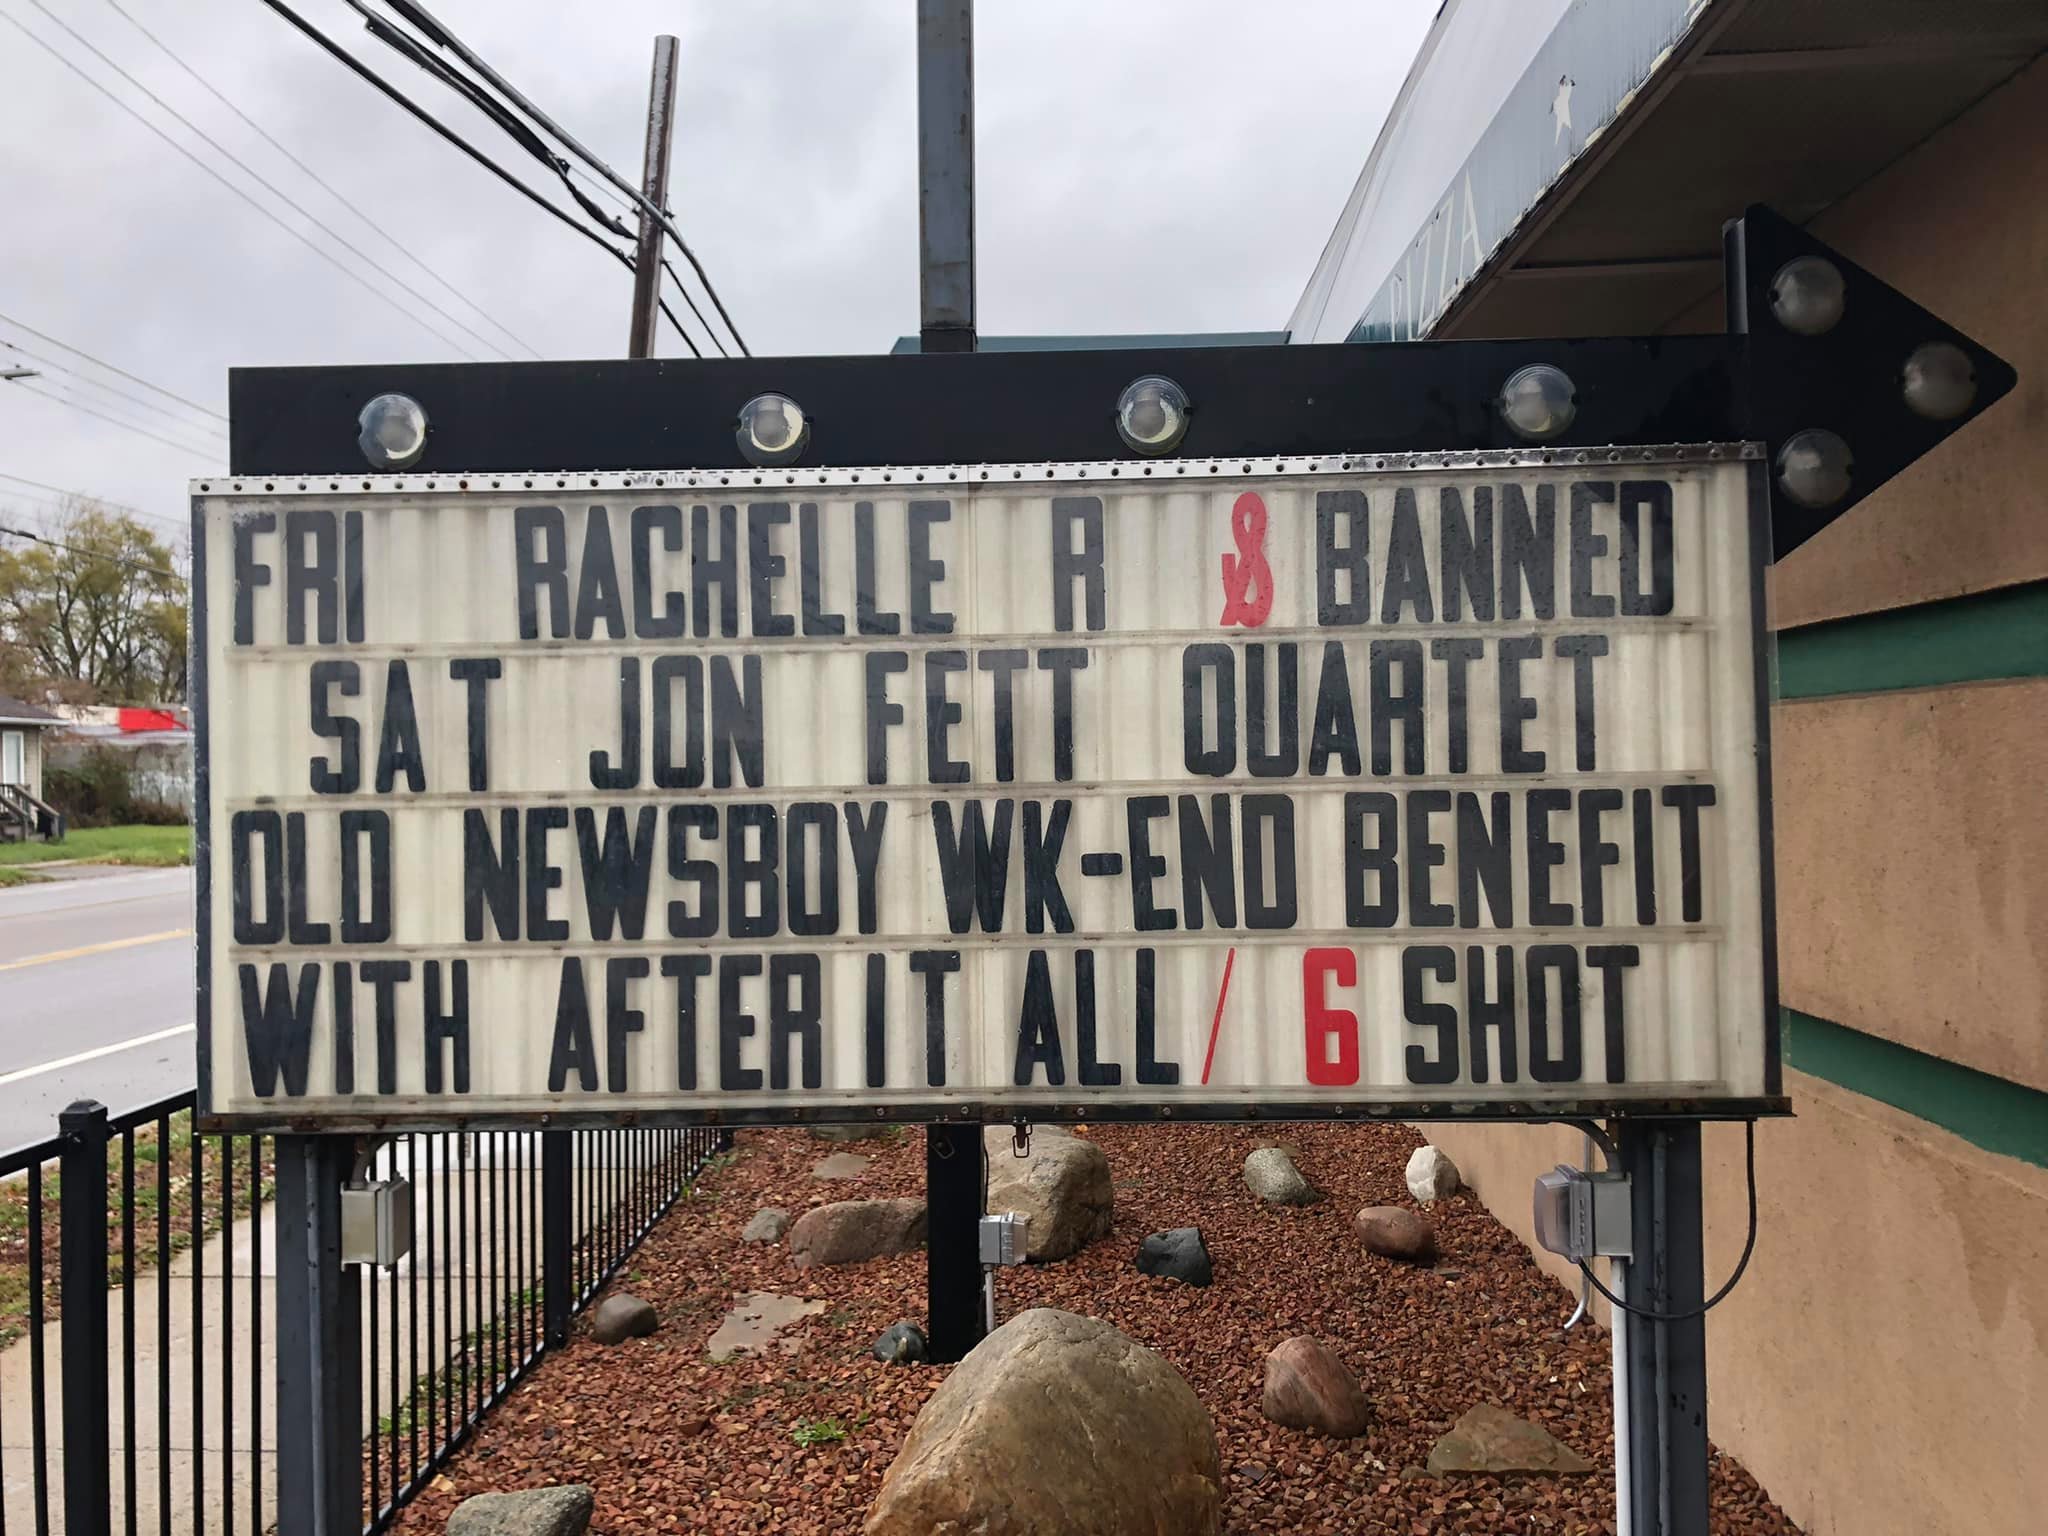 PIZZA
FRI RACHELLE R & BANNED
SAT JON FETT QUARTET
OLD NEWSBOY WK-END BENEFIT
WITH AFTER IT ALL / 6 SHOT